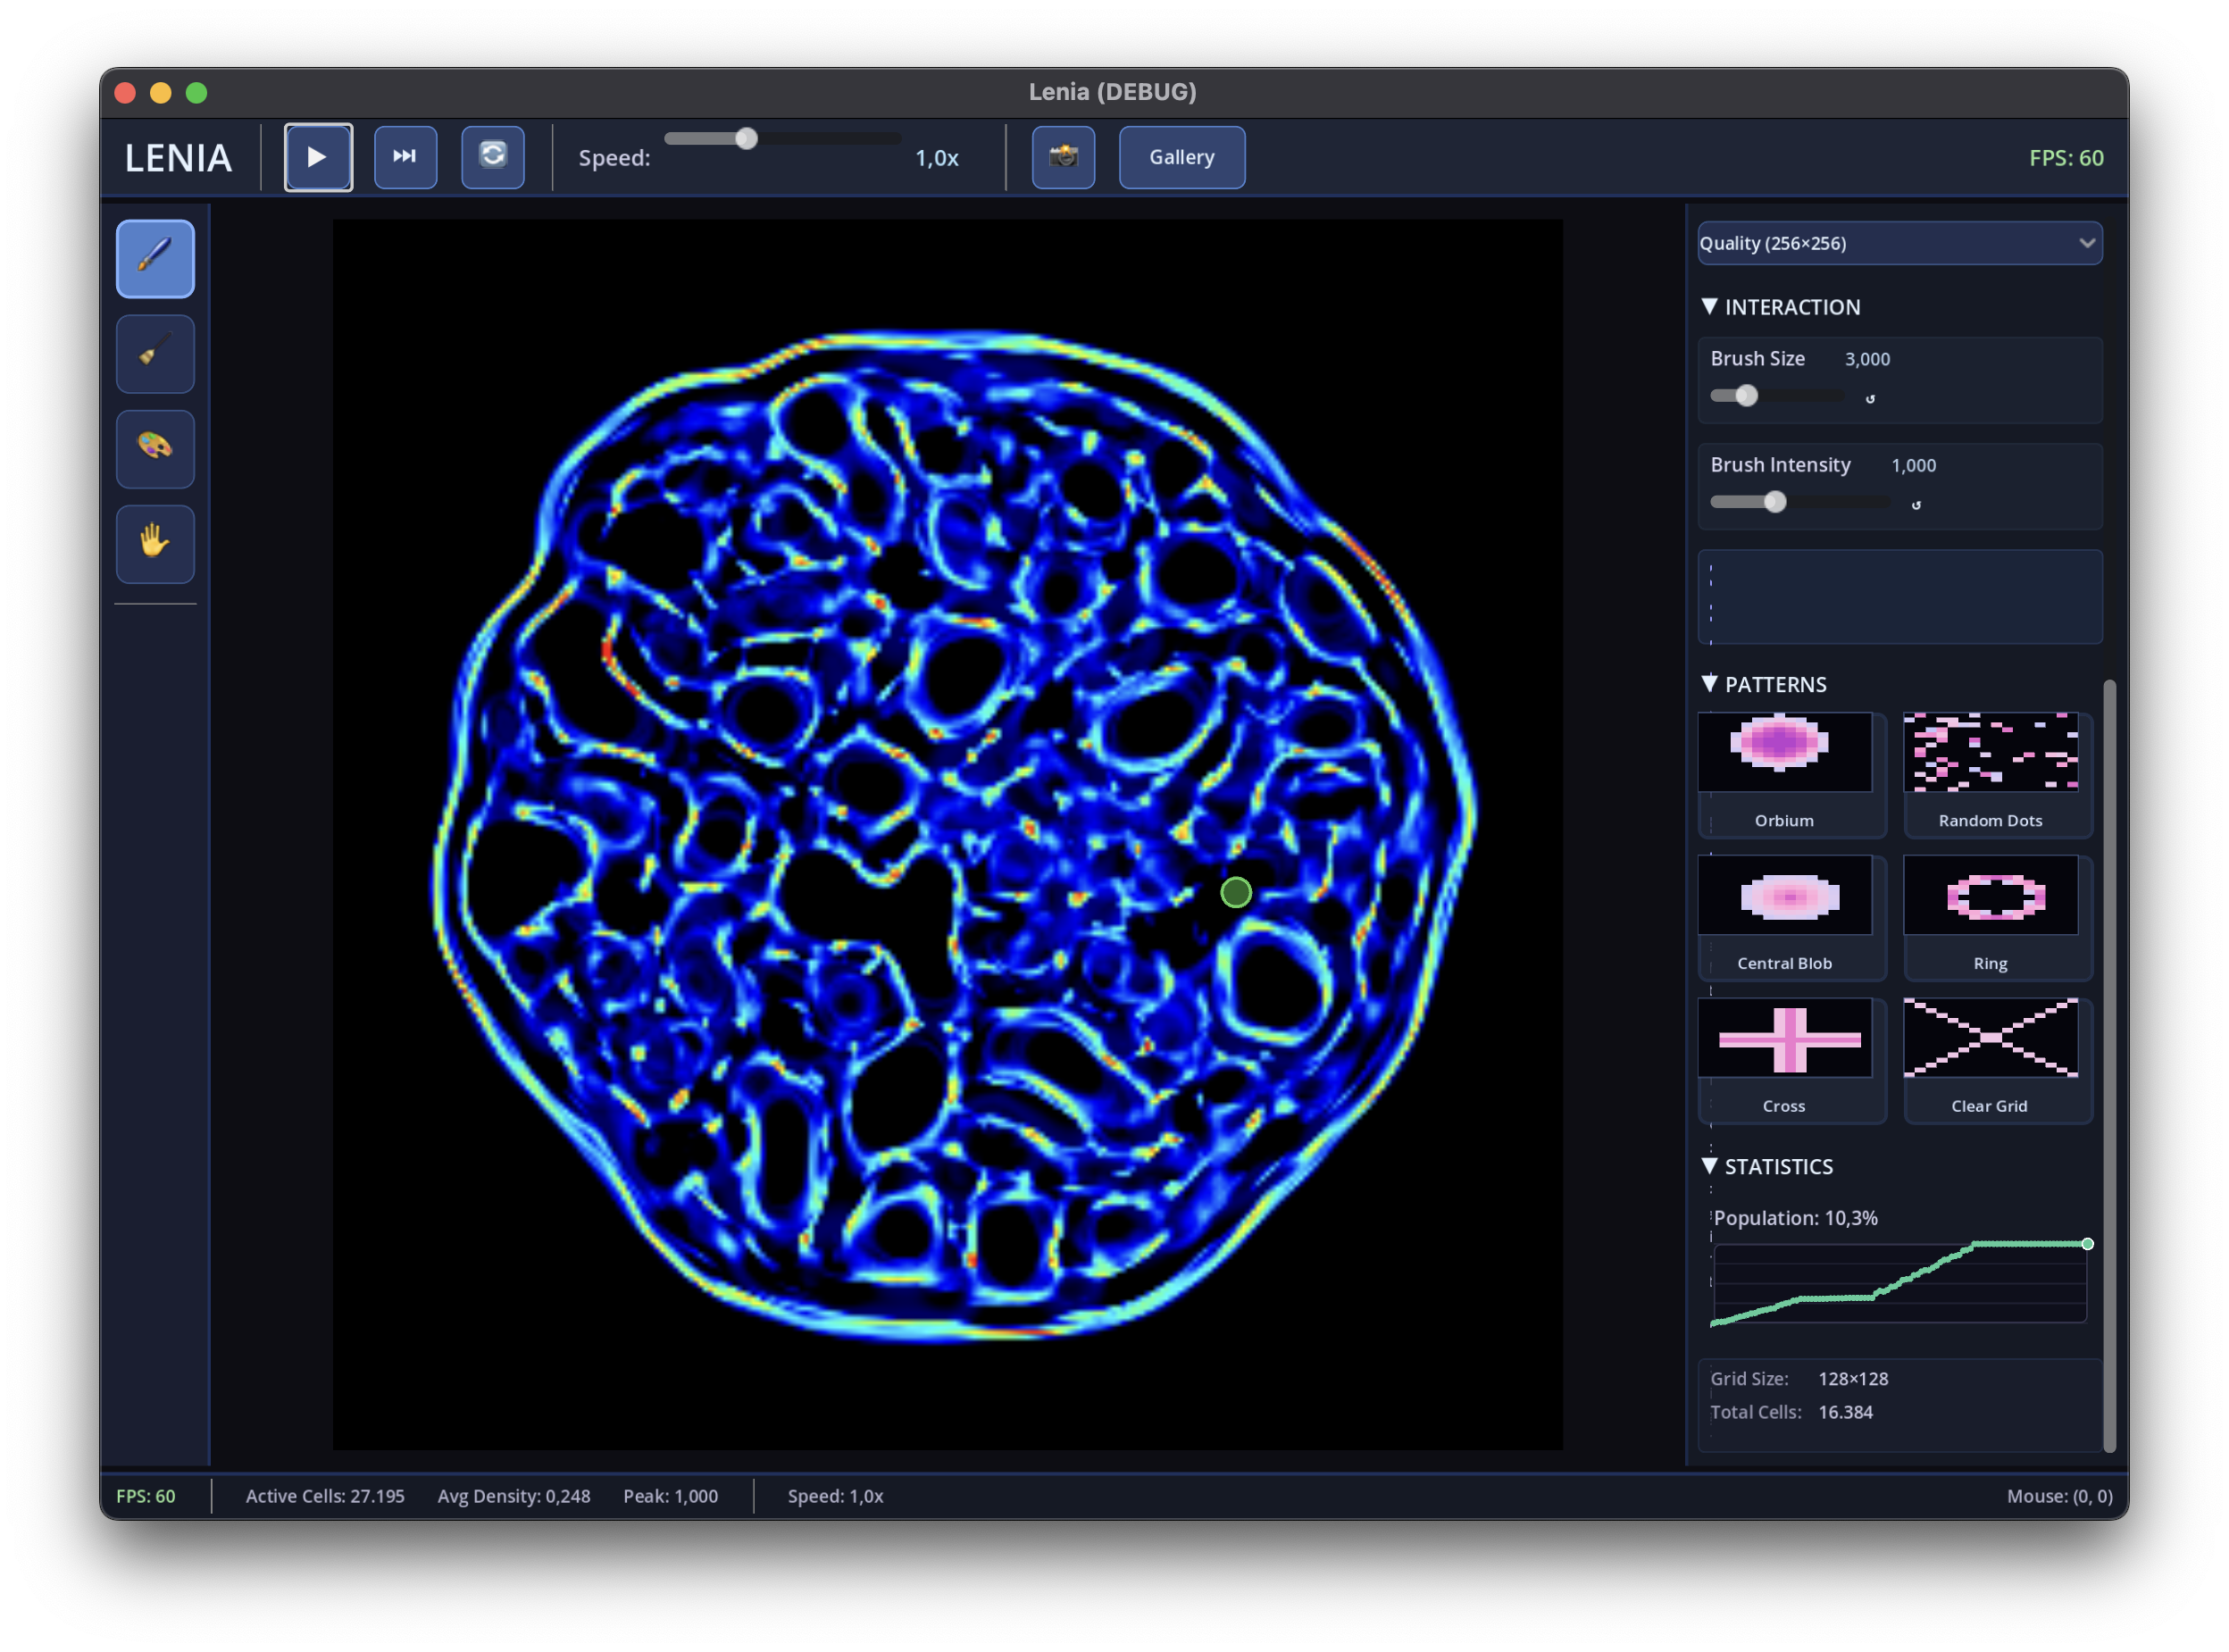 Lenia (DEBUG)
LENIA
Speed:
1,0x
Gallery
FPS: 60
Quality (256×256)
INTERACTION
Brush Size 3,000
Brush Intensity 1,000
PATTERNS
Orbium
Random Dots
Central Blob
Ring
Cross
Clear Grid
STATISTICS
Population: 10,3%
Grid Size: 128×128
Total Cells: 16.384
FPS: 60
Active Cells: 27.195
Avg Density: 0,248
Peak: 1,000
Speed: 1,0x
Mouse: (0, 0)